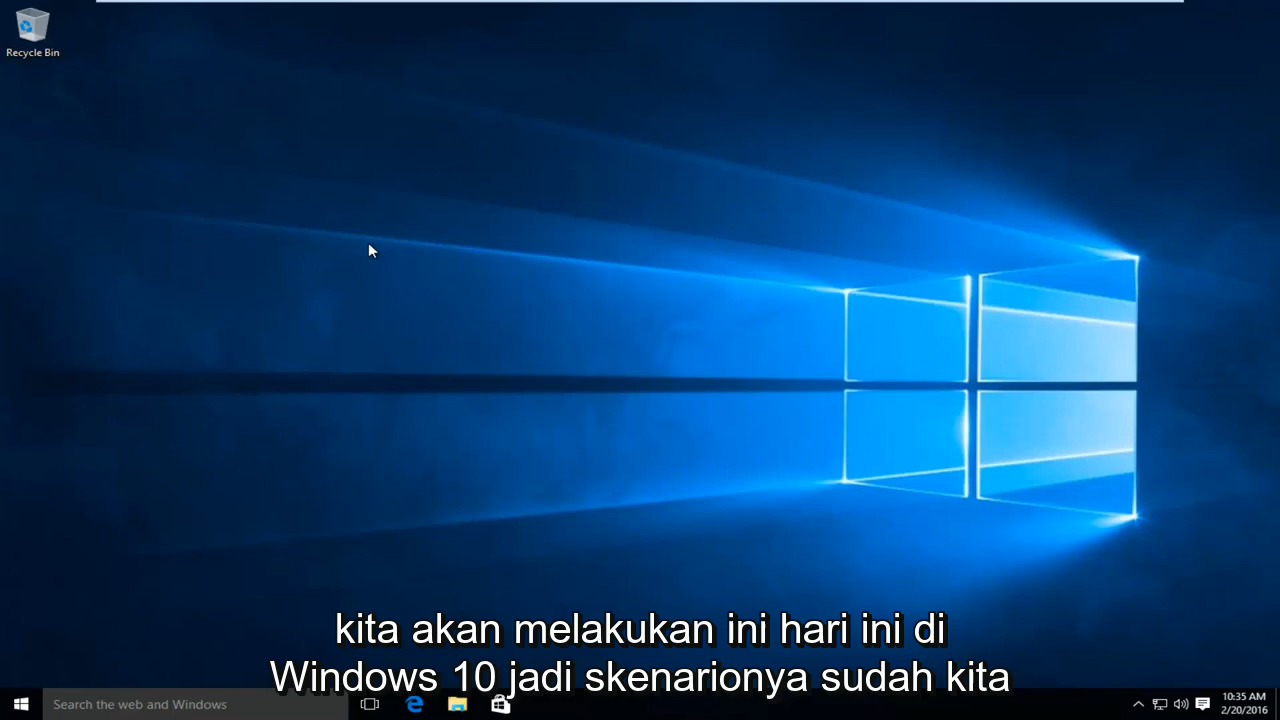 Recycle Bin
kita akan melakukan ini hari ini di
Windows 10 jadi skenarionya sudah kita
Search the web and Windows
10:35 AM
2/20/2016